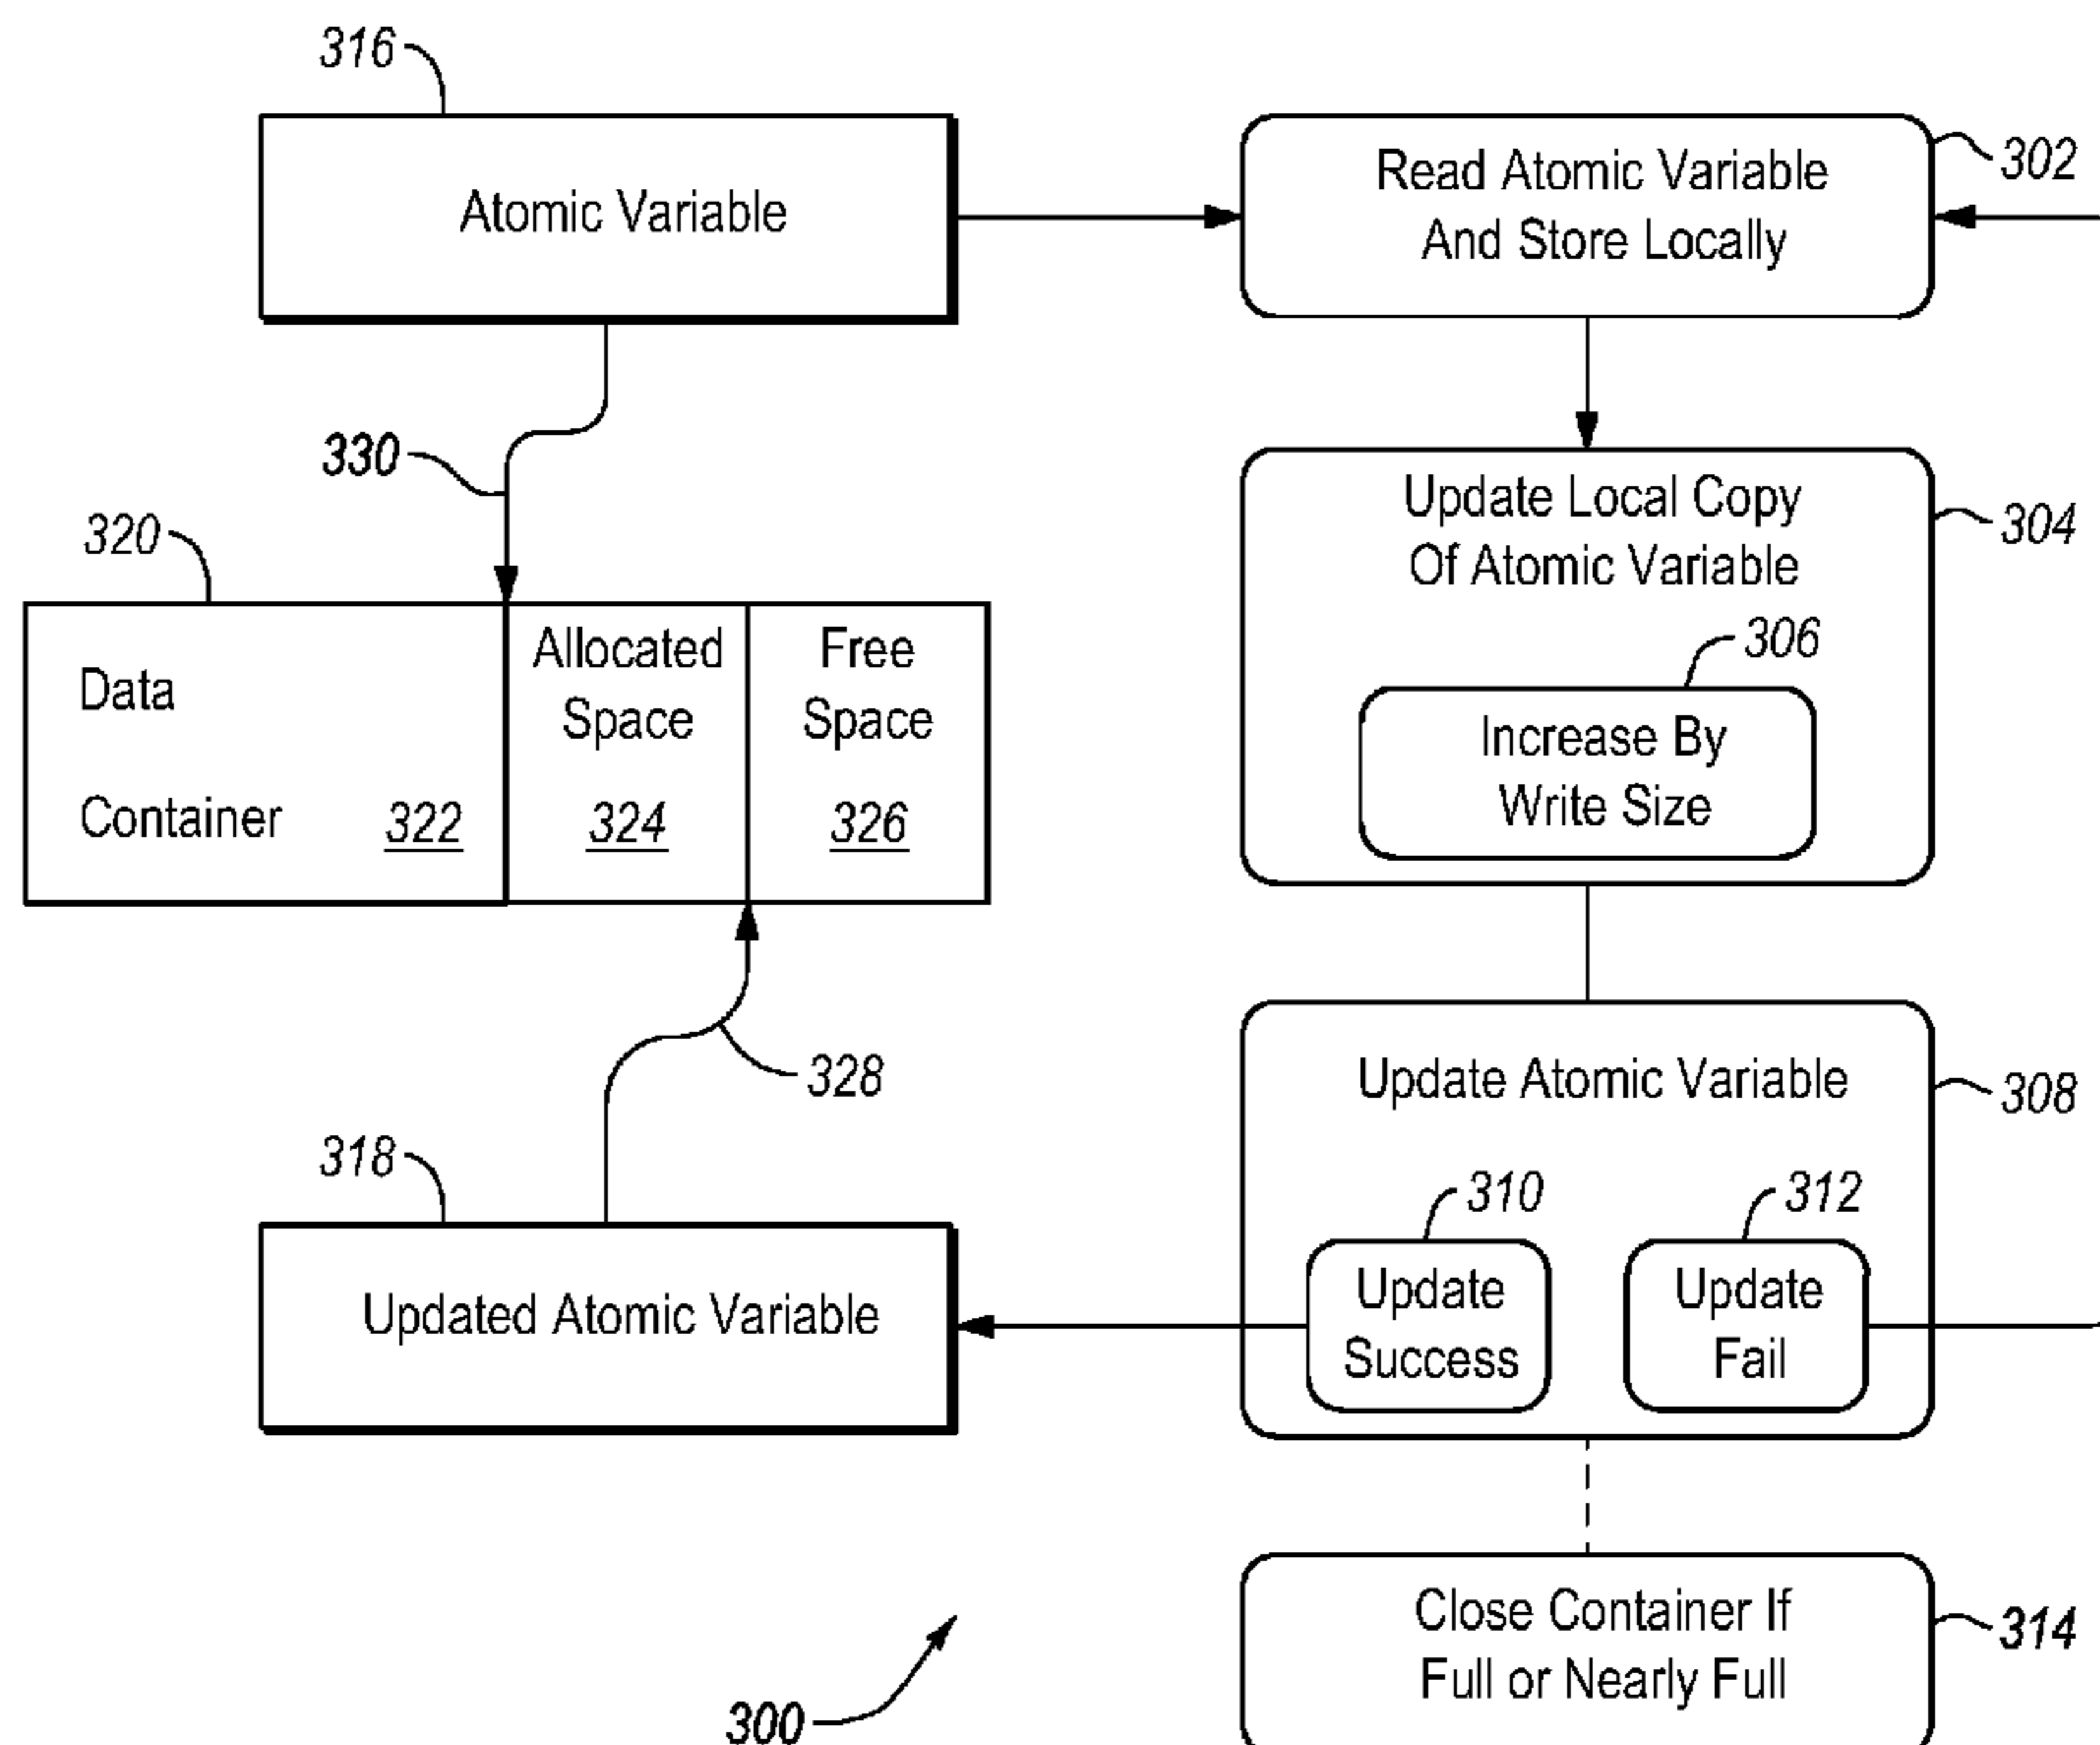 316
Atomic Variable
302
Read Atomic Variable
And Store Locally
330
320
Data
Container 322
Allocated
Space
324
Free
Space
326
304
Update Local Copy
Of Atomic Variable
306
Increase By
Write Size
328
308
Update Atomic Variable
318
Updated Atomic Variable
310
Update
Success
312
Update
Fail
314
Close Container If
Full or Nearly Full
300